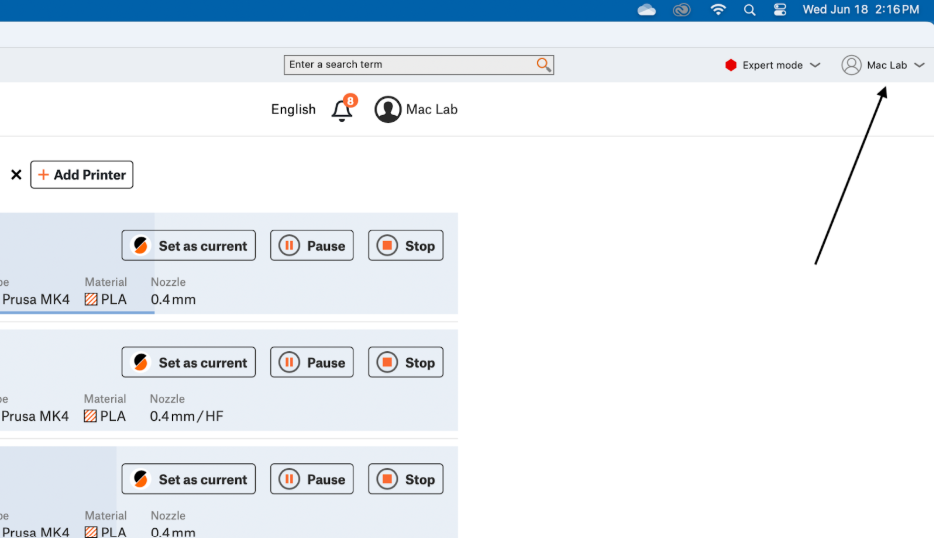 Wed Jun 18 2:16 PM
Enter a search term
Expert mode
Mac Lab
English
8
Mac Lab
+ Add Printer
Set as current Pause Stop
Material Nozzle
Prusa MK4 PLA 0.4 mm
Set as current Pause Stop
Material Nozzle
Prusa MK4 PLA 0.4 mm/HF
Set as current Pause Stop
Material Nozzle
Prusa MK4 PLA 0.4 mm